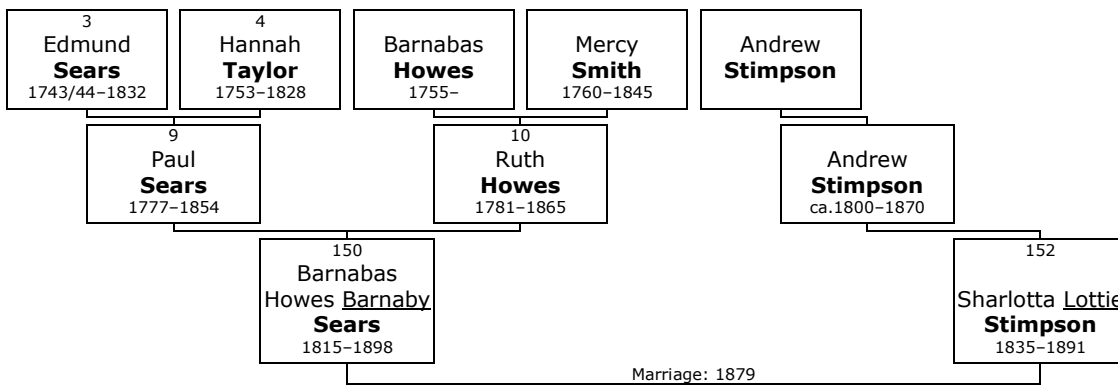 3
Edmund
Sears
1743/44–1832
4
Hannah
Taylor
1753–1828
Barnabas
Howes
1755–
Mercy
Smith
1760–1845
Andrew
Stimpson
9
Paul
Sears
1777–1854
10
Ruth
Howes
1781–1865
Andrew
Stimpson
ca.1800–1870
150
Barnabas
Howes Barnaby
Sears
1815–1898
152
Sharlotta Lottie
Stimpson
1835–1891
Marriage: 1879